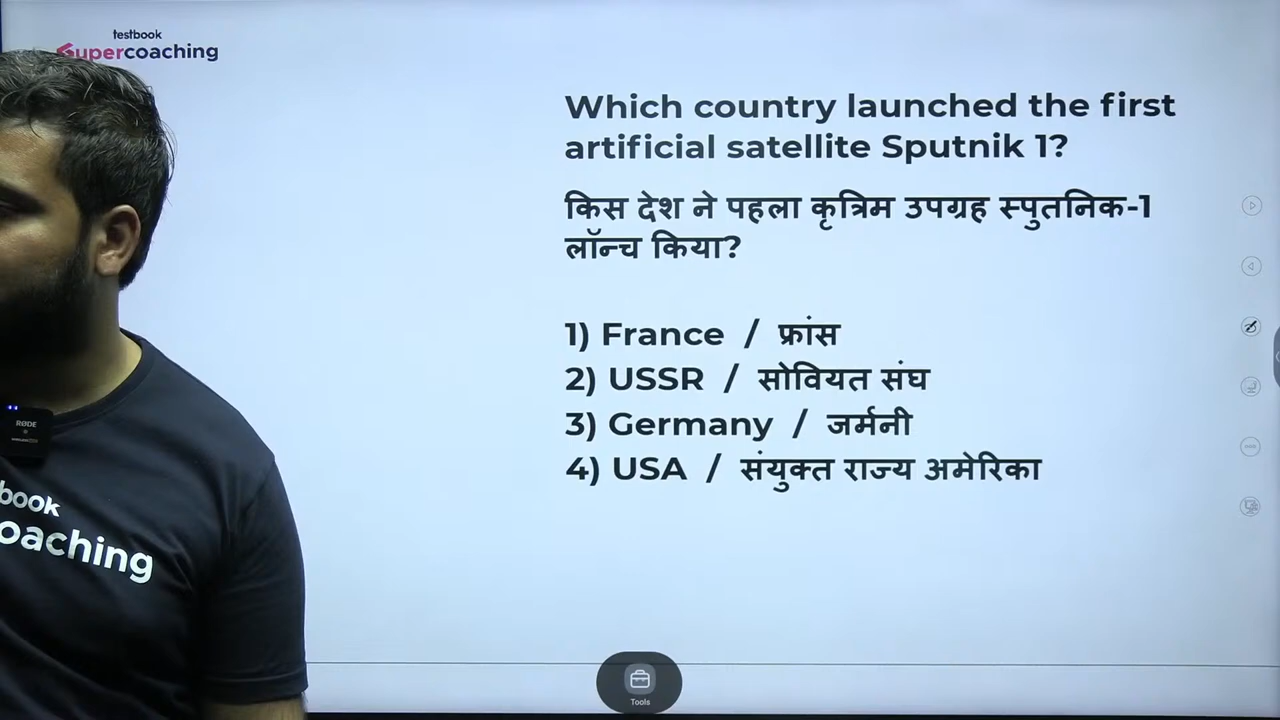 testbook
Supercoaching
Which country launched the first
artificial satellite Sputnik 1?
किस देश ने पहला कृत्रिम उपग्रह स्पुतनिक-1
लॉन्च किया?
1) France / फ्रांस
2) USSR / सोवियत संघ
3) Germany / जर्मनी
4) USA / संयुक्त राज्य अमेरिका
RØDE
book
oaching
Tools